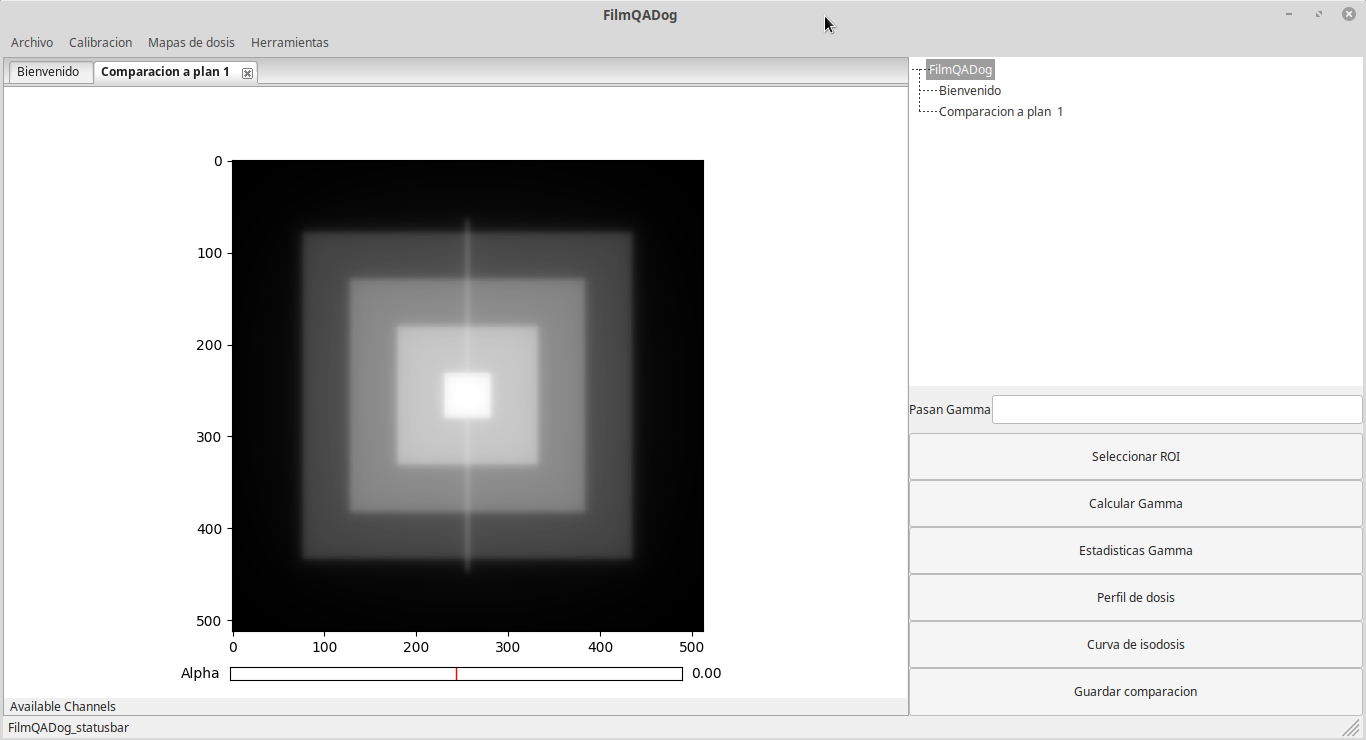 FilmQADog
Archivo Calibracion Mapas de dosis Herramientas
Bienvenido Comparacion a plan 1
FilmQADog
Bienvenido
Comparacion a plan 1
0
100
200
300
400
500
0 100 200 300 400 500
Alpha 0.00
Pasan Gamma
Seleccionar ROI
Calcular Gamma
Estadisticas Gamma
Perfil de dosis
Curva de isodosis
Guardar comparacion
Available Channels
FilmQADog_statusbar